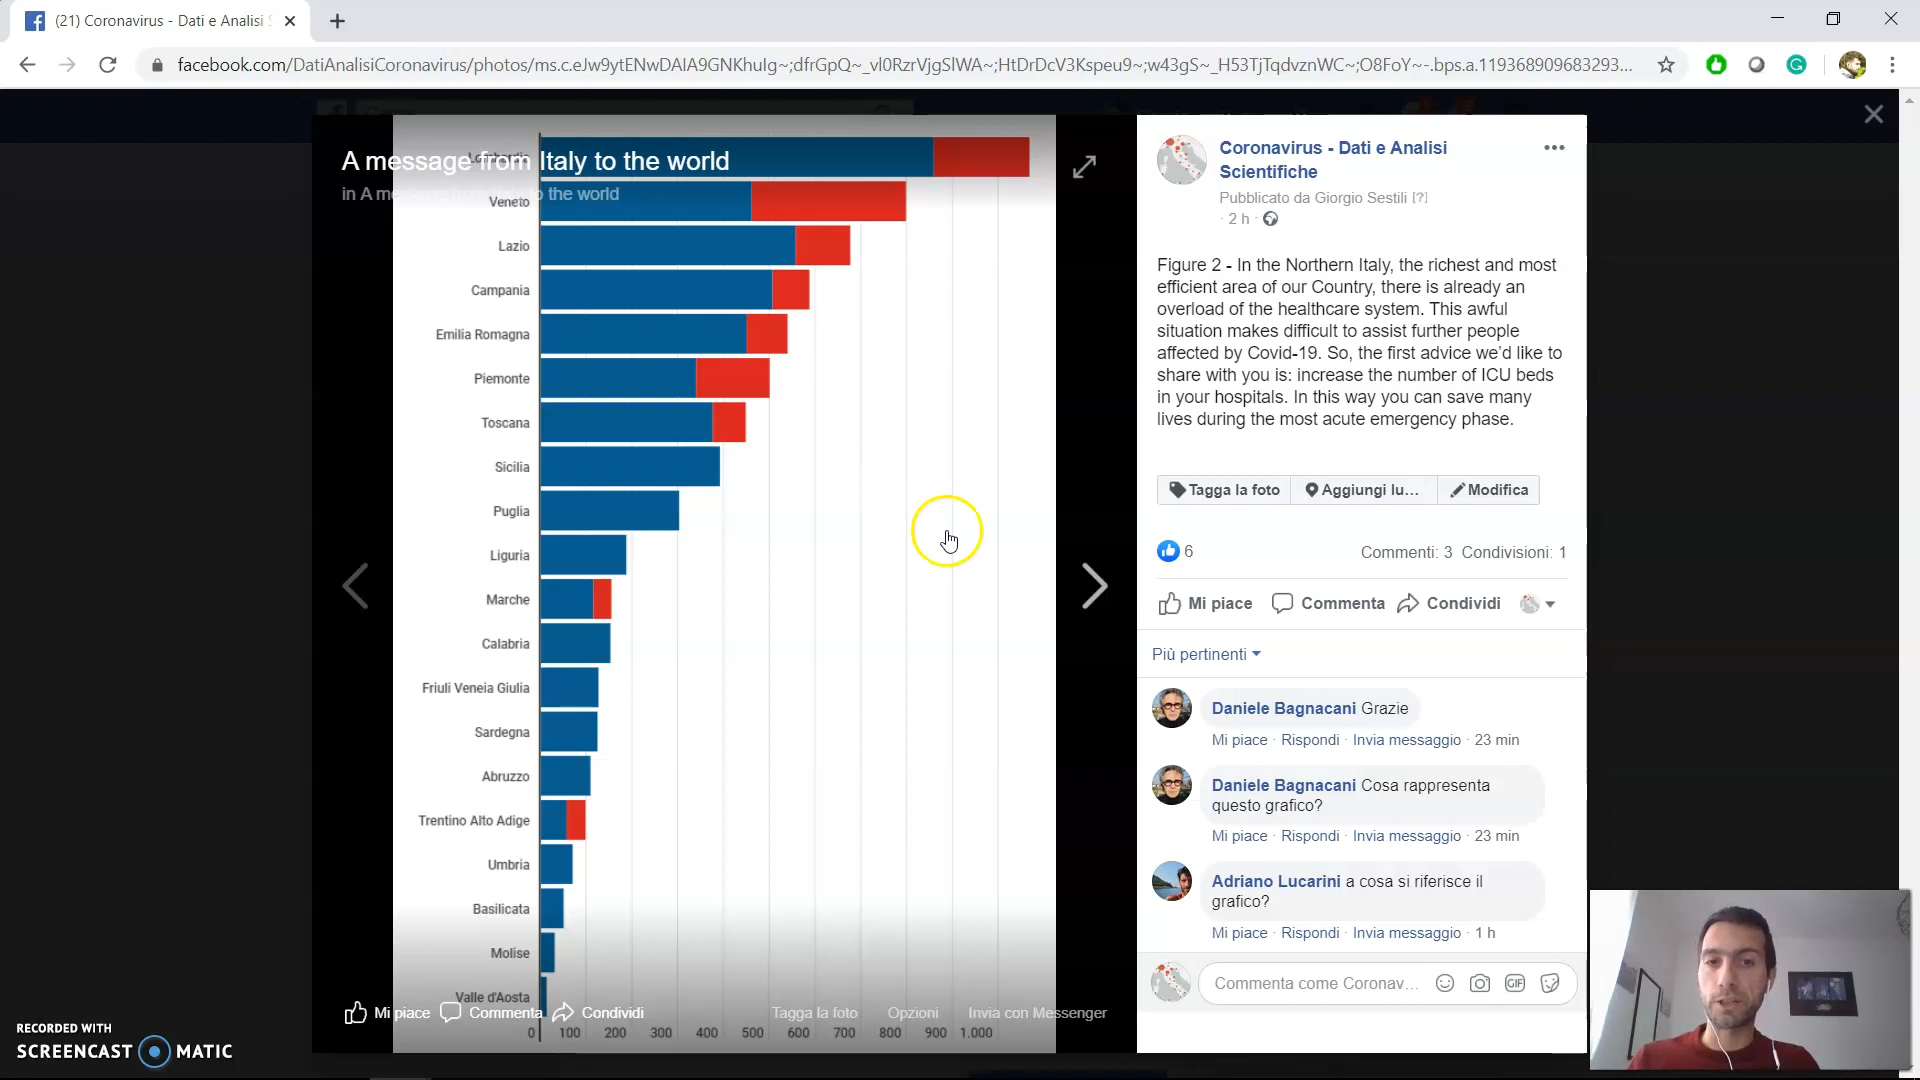 (21) Coronavirus - Dati e Analisi S
facebook.com/DatiAnalisiCoronavirus/photos/ms.c.eJw9ytENwDAIA9GNKhulg~;dfrGpQ~_vl0RzrVjgSlWA~;HtDrDcV3Kspeu9~;w43gS~_H53TjTqdvznWC~;O8FoY~-.bps.a.119368909683293...
A message from Italy to the world
in A message from Italy to the world
Lombardia
Veneto
Lazio
Campania
Emilia Romagna
Piemonte
Toscana
Sicilia
Puglia
Liguria
Marche
Calabria
Friuli Veneia Giulia
Sardegna
Abruzzo
Trentino Alto Adige
Umbria
Basilicata
Molise
Valle d'Aosta
Mi piace Commenta Condividi Tagga la foto Opzioni Invia con Messenger
0 100 200 300 400 500 600 700 800 900 1.000
Coronavirus - Dati e Analisi
Scientifiche
Pubblicato da Giorgio Sestili [?]
· 2 h ·
Figure 2 - In the Northern Italy, the richest and most
efficient area of our Country, there is already an
overload of the healthcare system. This awful
situation makes difficult to assist further people
affected by Covid-19. So, the first advice we'd like to
share with you is: increase the number of ICU beds
in your hospitals. In this way you can save many
lives during the most acute emergency phase.
Tagga la foto Aggiungi lu... Modifica
6 Commenti: 3 Condivisioni: 1
Mi piace Commenta Condividi
Più pertinenti
Daniele Bagnacani Grazie
Mi piace · Rispondi · Invia messaggio · 23 min
Daniele Bagnacani Cosa rappresenta
questo grafico?
Mi piace · Rispondi · Invia messaggio · 23 min
Adriano Lucarini a cosa si riferisce il
grafico?
Mi piace · Rispondi · Invia messaggio · 1 h
Commenta come Coronav... GIF
RECORDED WITH
SCREENCAST MATIC